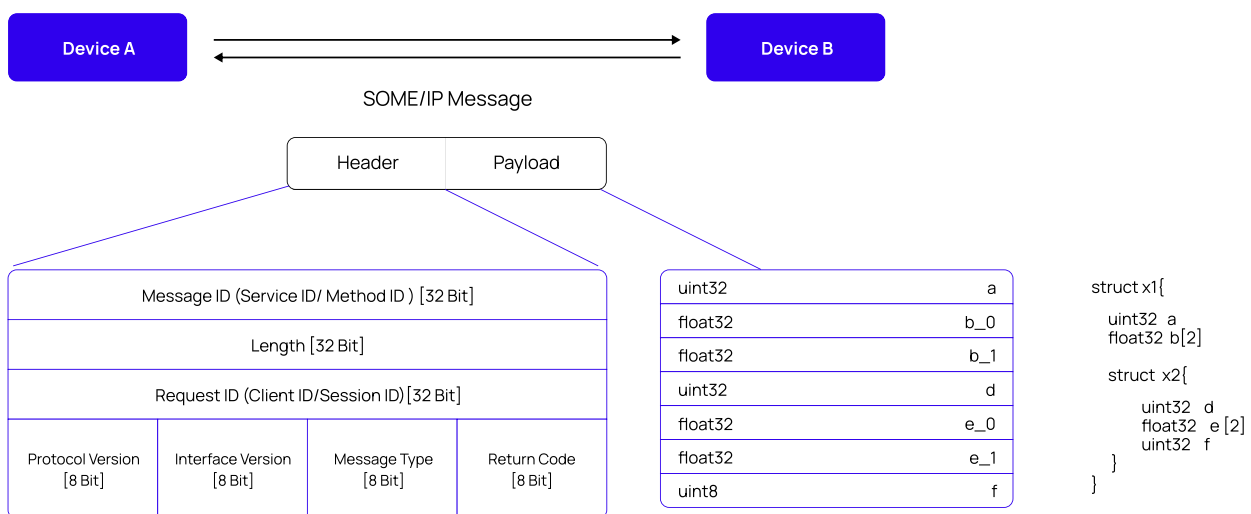 Device A
Device B
SOME/IP Message
Header
Payload
Message ID (Service ID/ Method ID ) [32 Bit]
Length [32 Bit]
Request ID (Client ID/Session ID)[32 Bit]
Protocol Version
[8 Bit]
Interface Version
[8 Bit]
Message Type
[8 Bit]
Return Code
[8 Bit]
uint32 a
float32 b_0
float32 b_1
uint32 d
float32 e_0
float32 e_1
uint8 f
struct x1{
uint32 a
float32 b[2]
struct x2{
uint32 d
float32 e [2]
uint32 f
}
}